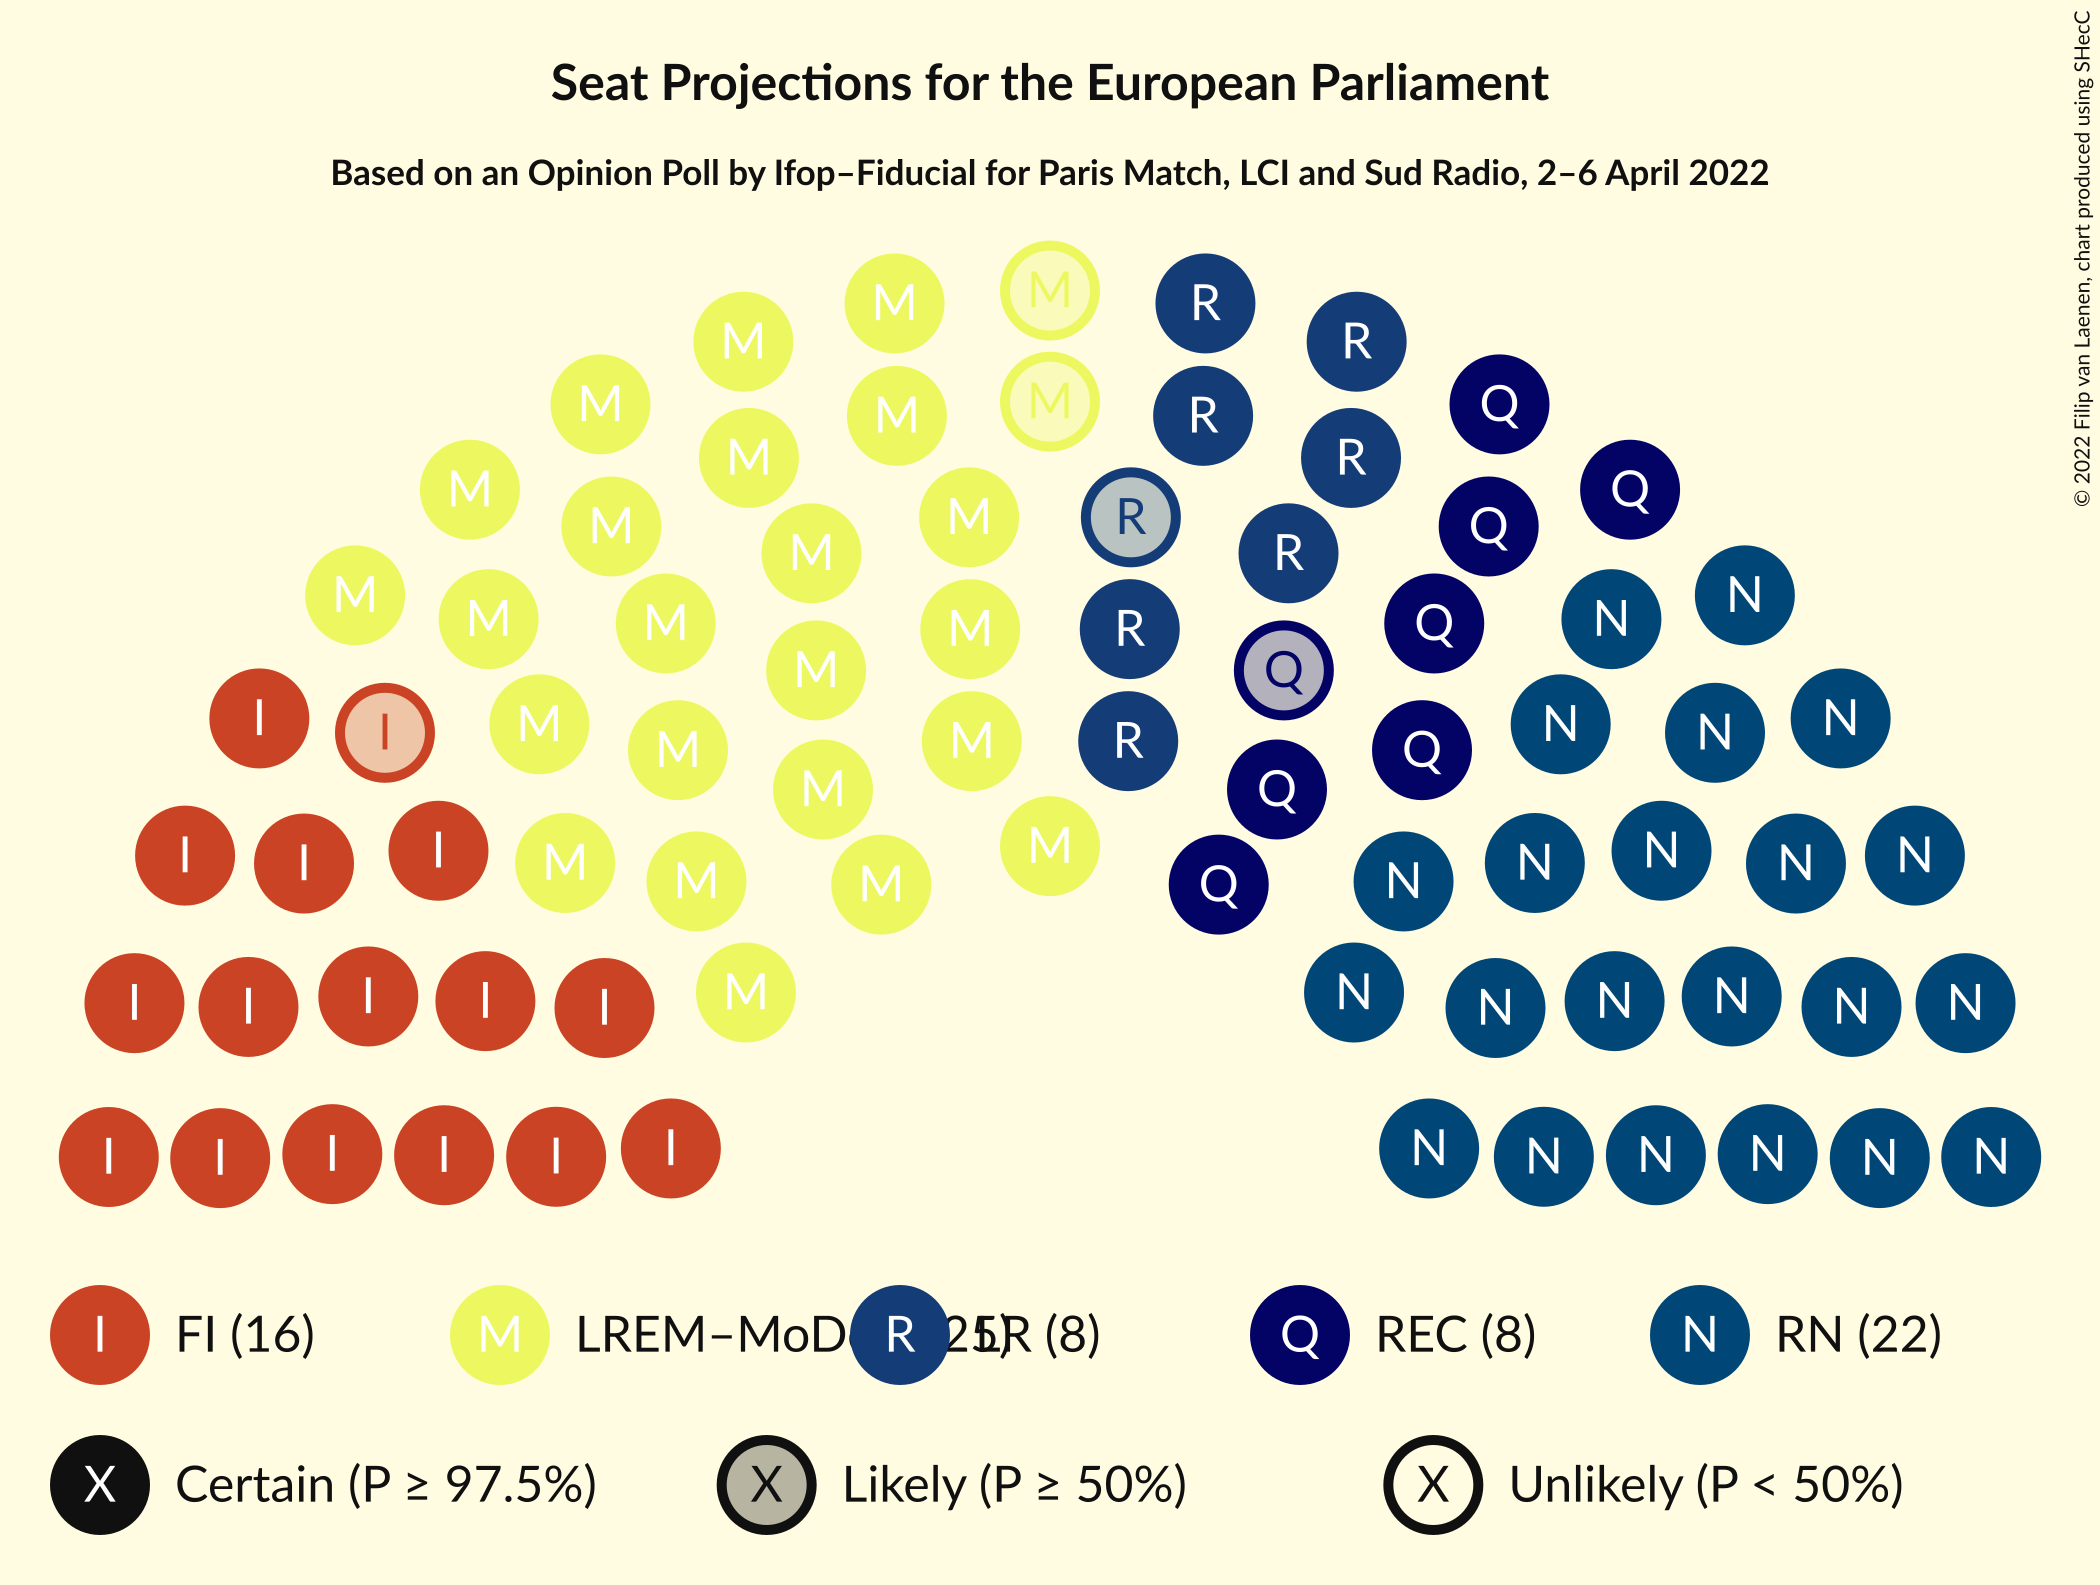 Seat Projections for the European Parliament
Based on an Opinion Poll by Ifop–Fiducial for Paris Match, LCI and Sud Radio, 2–6 April 2022
© 2022 Filip van Laenen, chart produced using SHecC
M
M R
M R
M M Q
M R
M R
M Q
M R
M Q
M R
M N
M M M R Q N
M Q
I I M M M R Q N N N
M Q
I I I M M M M Q N N N N N
I I I I I M N N N N N N
I I I I I I N N N N N N
I FI (16) M LREM–MoD R LR (8) Q REC (8) N RN (22)
X Certain (P ≥ 97.5%) X Likely (P ≥ 50%) X Unlikely (P < 50%)